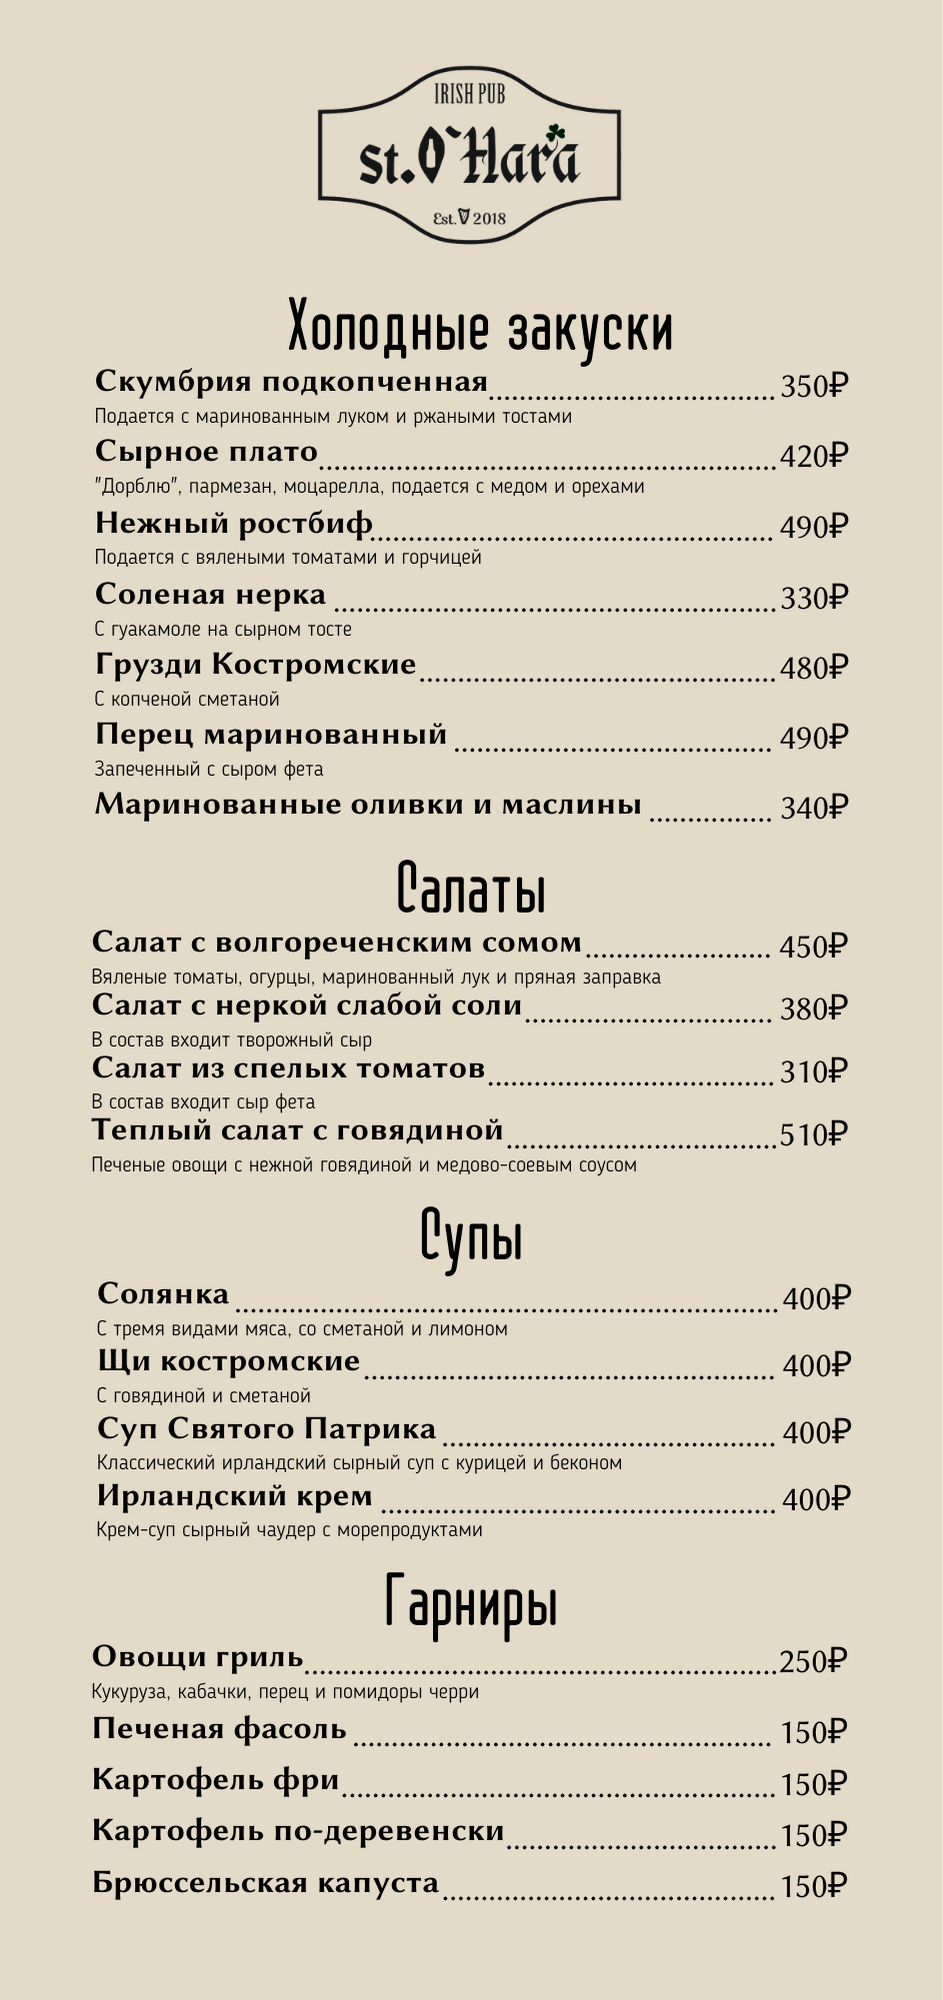 IRISH PUB
st.O`Hara
Est. 2018
Холодные закуски
Скумбрия подкопченная 350₽
Подается с маринованным луком и ржаными тостами
Сырное плато 420₽
"Дорблю", пармезан, моцарелла, подается с медом и орехами
Нежный ростбиф 490₽
Подается с вялеными томатами и горчицей
Соленая нерка 330₽
С гуакамоле на сырном тосте
Грузди Костромские 480₽
С копченой сметаной
Перец маринованный 490₽
Запеченный с сыром фета
Маринованные оливки и маслины 340₽
Салаты
Салат с волгореченским сомом 450₽
Вяленые томаты, огурцы, маринованный лук и пряная заправка
Салат с неркой слабой соли 380₽
В состав входит творожный сыр
Салат из спелых томатов 310₽
В состав входит сыр фета
Теплый салат с говядиной 510₽
Печеные овощи с нежной говядиной и медово-соевым соусом
Супы
Солянка 400₽
С тремя видами мяса, со сметаной и лимоном
Щи костромские 400₽
С говядиной и сметаной
Суп Святого Патрика 400₽
Классический ирландский сырный суп с курицей и беконом
Ирландский крем 400₽
Крем-суп сырный чаудер с морепродуктами
Гарниры
Овощи гриль 250₽
Кукуруза, кабачки, перец и помидоры черри
Печеная фасоль 150₽
Картофель фри 150₽
Картофель по-деревенски 150₽
Брюссельская капуста 150₽